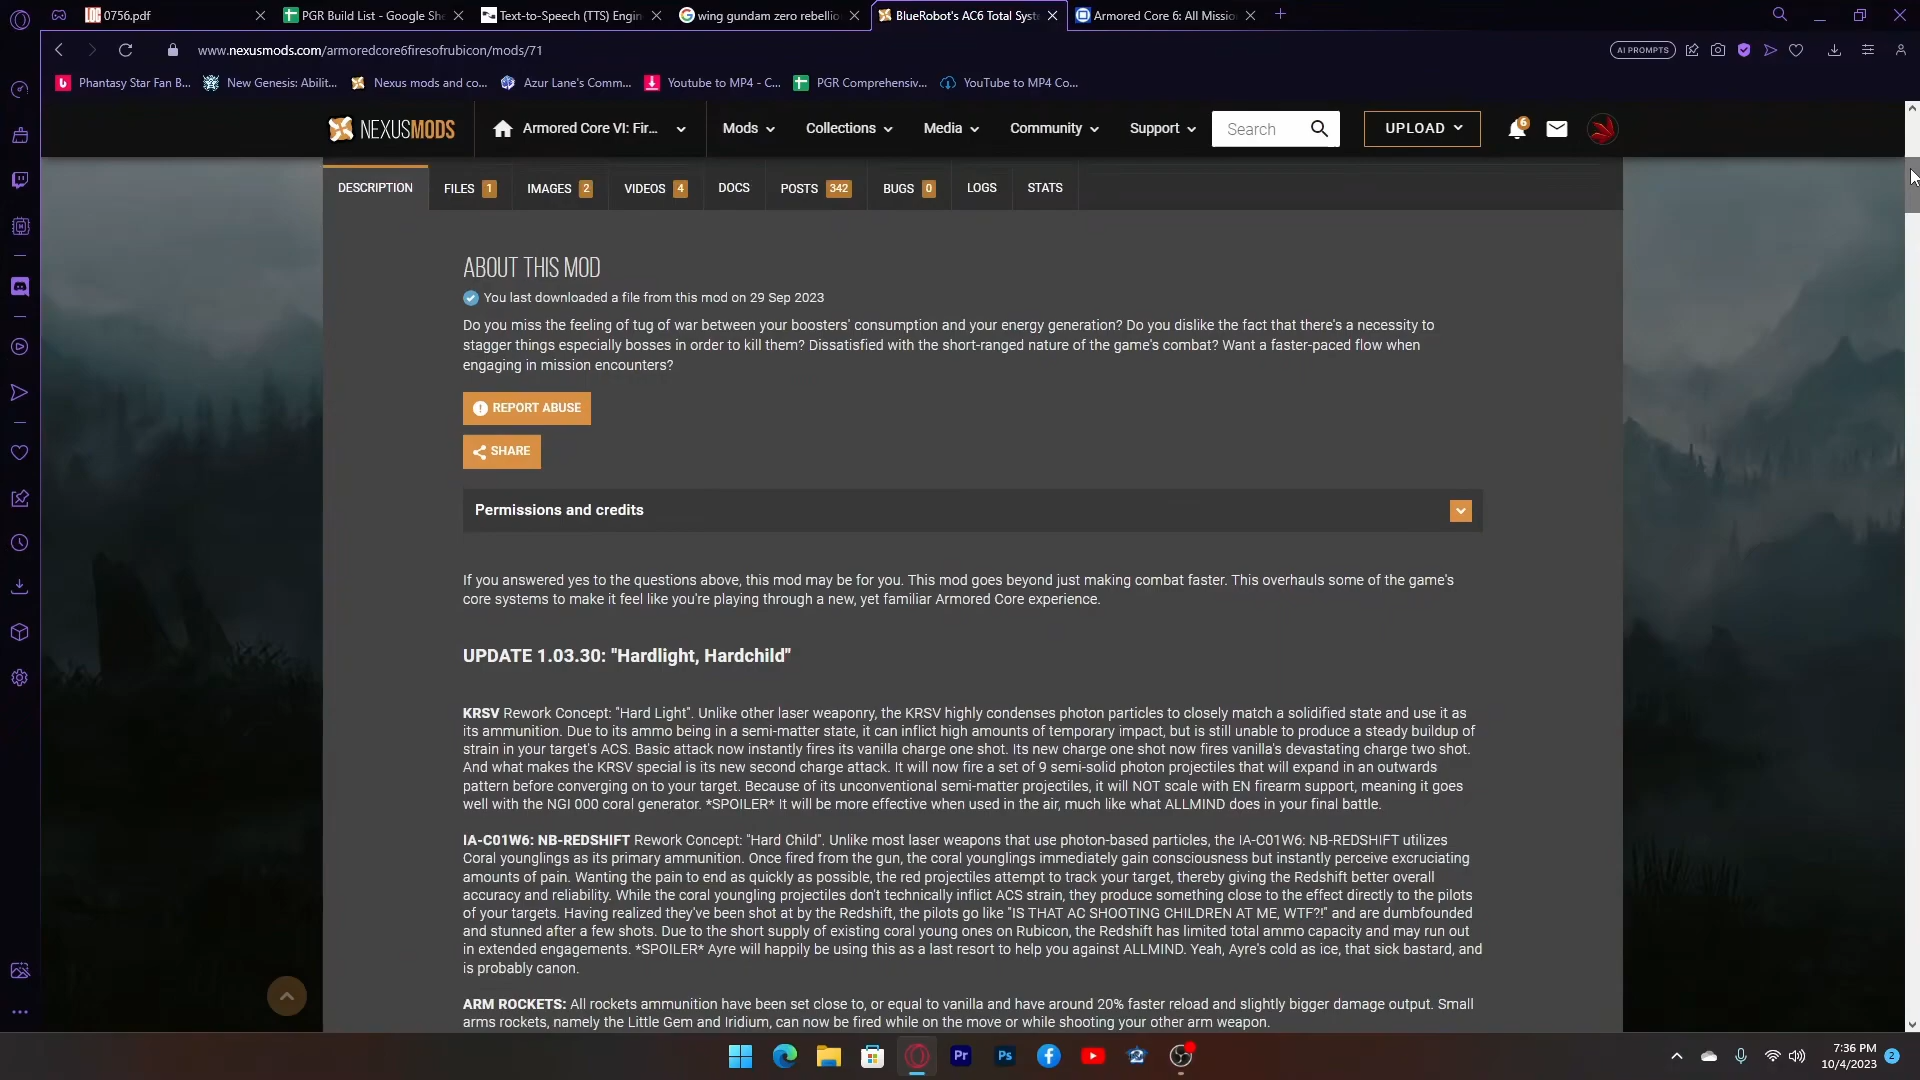 0756.pdf
PGR Build List - Google She
Text-to-Speech (TTS) Engin
wing gundam zero rebellio
BlueRobot's AC6 Total Syst
Armored Core 6: All Missio
www.nexusmods.com/armoredcore6firesofrubicon/mods/71
AI PROMPTS
Phantasy Star Fan B...
New Genesis: Abilit...
Nexus mods and co...
Azur Lane's Comm...
Youtube to MP4 - C...
PGR Comprehensiv...
YouTube to MP4 Co...
NEXUSMODS
Armored Core VI: Fir...
Mods
Collections
Media
Community
Support
Search
UPLOAD
6
DESCRIPTION
FILES 1
IMAGES 2
VIDEOS 4
DOCS
POSTS 342
BUGS 0
LOGS
STATS
ABOUT THIS MOD
You last downloaded a file from this mod on 29 Sep 2023
Do you miss the feeling of tug of war between your boosters' consumption and your energy generation? Do you dislike the fact that there's a necessity to
stagger things especially bosses in order to kill them? Dissatisfied with the short-ranged nature of the game's combat? Want a faster-paced flow when
engaging in mission encounters?
REPORT ABUSE
SHARE
Permissions and credits
If you answered yes to the questions above, this mod may be for you. This mod goes beyond just making combat faster. This overhauls some of the game's
core systems to make it feel like you're playing through a new, yet familiar Armored Core experience.
UPDATE 1.03.30: "Hardlight, Hardchild"
KRSV Rework Concept: "Hard Light". Unlike other laser weaponry, the KRSV highly condenses photon particles to closely match a solidified state and use it as
its ammunition. Due to its ammo being in a semi-matter state, it can inflict high amounts of temporary impact, but is still unable to produce a steady buildup of
strain in your target's ACS. Basic attack now instantly fires its vanilla charge one shot. Its new charge one shot now fires vanilla's devastating charge two shot.
And what makes the KRSV special is its new second charge attack. It will now fire a set of 9 semi-solid photon projectiles that will expand in an outwards
pattern before converging on to your target. Because of its unconventional semi-matter projectiles, it will NOT scale with EN firearm support, meaning it goes
well with the NGI 000 coral generator. *SPOILER* It will be more effective when used in the air, much like what ALLMIND does in your final battle.
IA-C01W6: NB-REDSHIFT Rework Concept: "Hard Child". Unlike most laser weapons that use photon-based particles, the IA-C01W6: NB-REDSHIFT utilizes
Coral younglings as its primary ammunition. Once fired from the gun, the coral younglings immediately gain consciousness but instantly perceive excruciating
amounts of pain. Wanting the pain to end as quickly as possible, the red projectiles attempt to track your target, thereby giving the Redshift better overall
accuracy and reliability. While the coral youngling projectiles don't technically inflict ACS strain, they produce something close to the effect directly to the pilots
of your targets. Having realized they've been shot at by the Redshift, the pilots go like "IS THAT AC SHOOTING CHILDREN AT ME, WTF?!" and are dumbfounded
and stunned after a few shots. Due to the short supply of existing coral young ones on Rubicon, the Redshift has limited total ammo capacity and may run out
in extended engagements. *SPOILER* Ayre will happily be using this as a last resort to help you against ALLMIND. Yeah, Ayre's cold as ice, that sick bastard, and
is probably canon.
ARM ROCKETS: All rockets ammunition have been set close to, or equal to vanilla and have around 20% faster reload and slightly bigger damage output. Small
arms rockets, namely the Little Gem and Iridium, can now be fired while on the move or while shooting your other arm weapon.
Pr
Ps
7:36 PM
10/4/2023
2